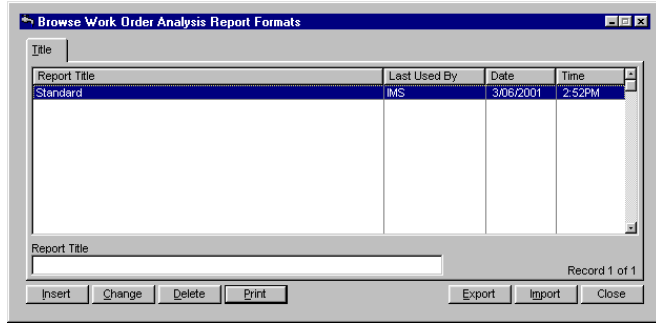 Browse Work Order Analysis Report Formats
Title
Report Title Last Used By Date Time
Standard IMS 3/06/2001 2:52PM
Report Title
Record 1 of 1
Insert Change Delete Print Export Import Close